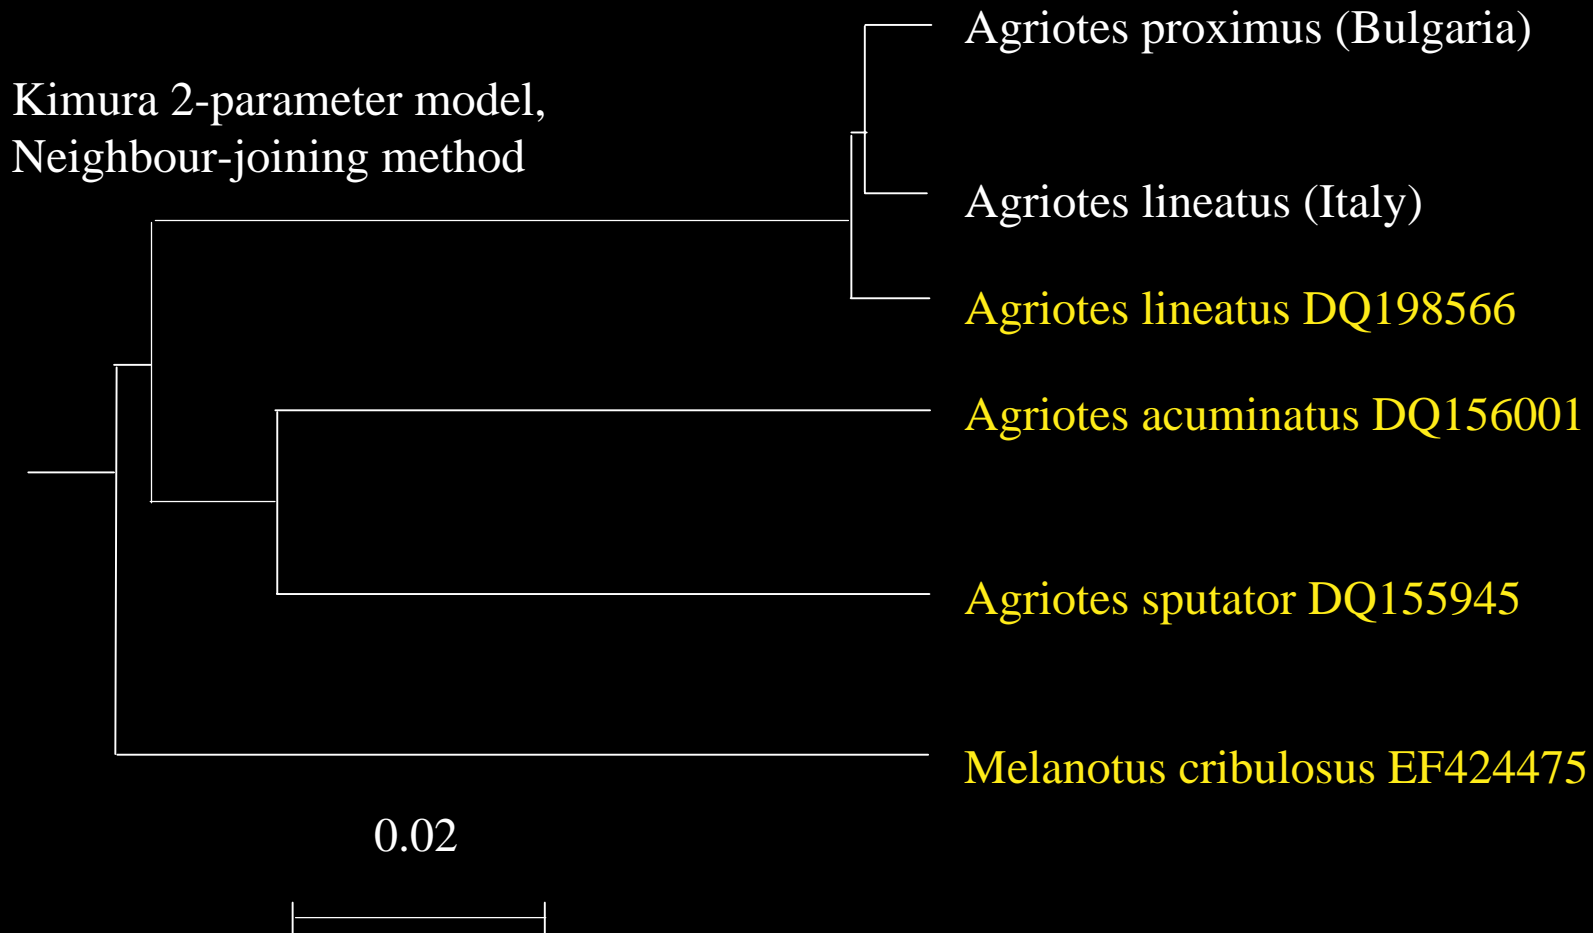 Kimura 2-parameter model,
Neighbour-joining method
Agriotes proximus (Bulgaria)
Agriotes lineatus (Italy)
Agriotes lineatus DQ198566
Agriotes acuminatus DQ156001
Agriotes sputator DQ155945
Melanotus cribulosus EF424475
0.02